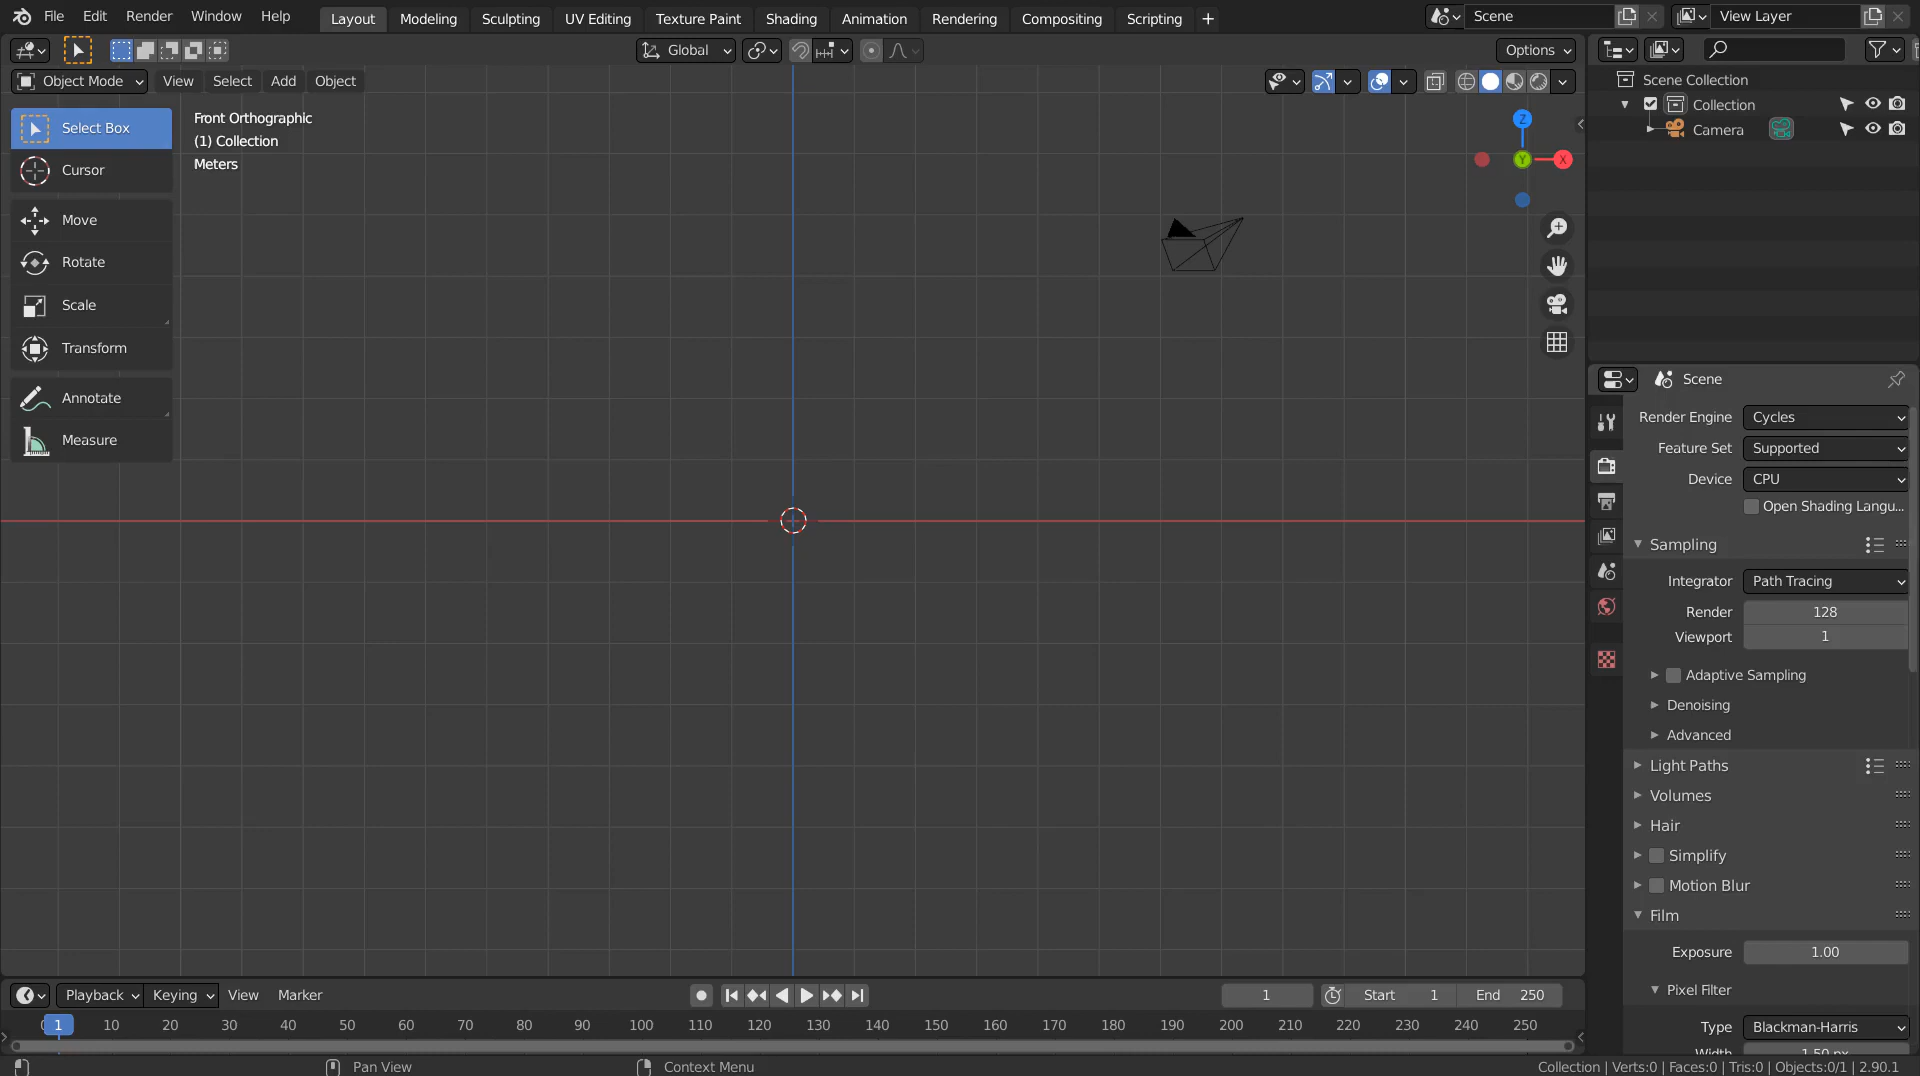 File Edit Render Window Help Layout Modeling Sculpting UV Editing Texture Paint Shading Animation Rendering Compositing Scripting + Scene View Layer
Global Options
Object Mode View Select Add Object
Select Box
Cursor
Move
Rotate
Scale
Transform
Annotate
Measure
Front Orthographic
(1) Collection
Meters
Z
Y
X
Scene Collection
Collection
Camera
Scene
Render Engine Cycles
Feature Set Supported
Device CPU
Open Shading Langu...
Sampling
Integrator Path Tracing
Render 128
Viewport 1
Adaptive Sampling
Denoising
Advanced
Light Paths
Volumes
Hair
Simplify
Motion Blur
Film
Exposure 1.00
Pixel Filter
Type Blackman-Harris
Width 1.50 px
Playback Keying View Marker 1 Start 1 End 250
1 10 20 30 40 50 60 70 80 90 100 110 120 130 140 150 160 170 180 190 200 210 220 230 240 250
Pan View Context Menu Collection | Verts:0 | Faces:0 | Tris:0 | Objects:0/1 | 2.90.1